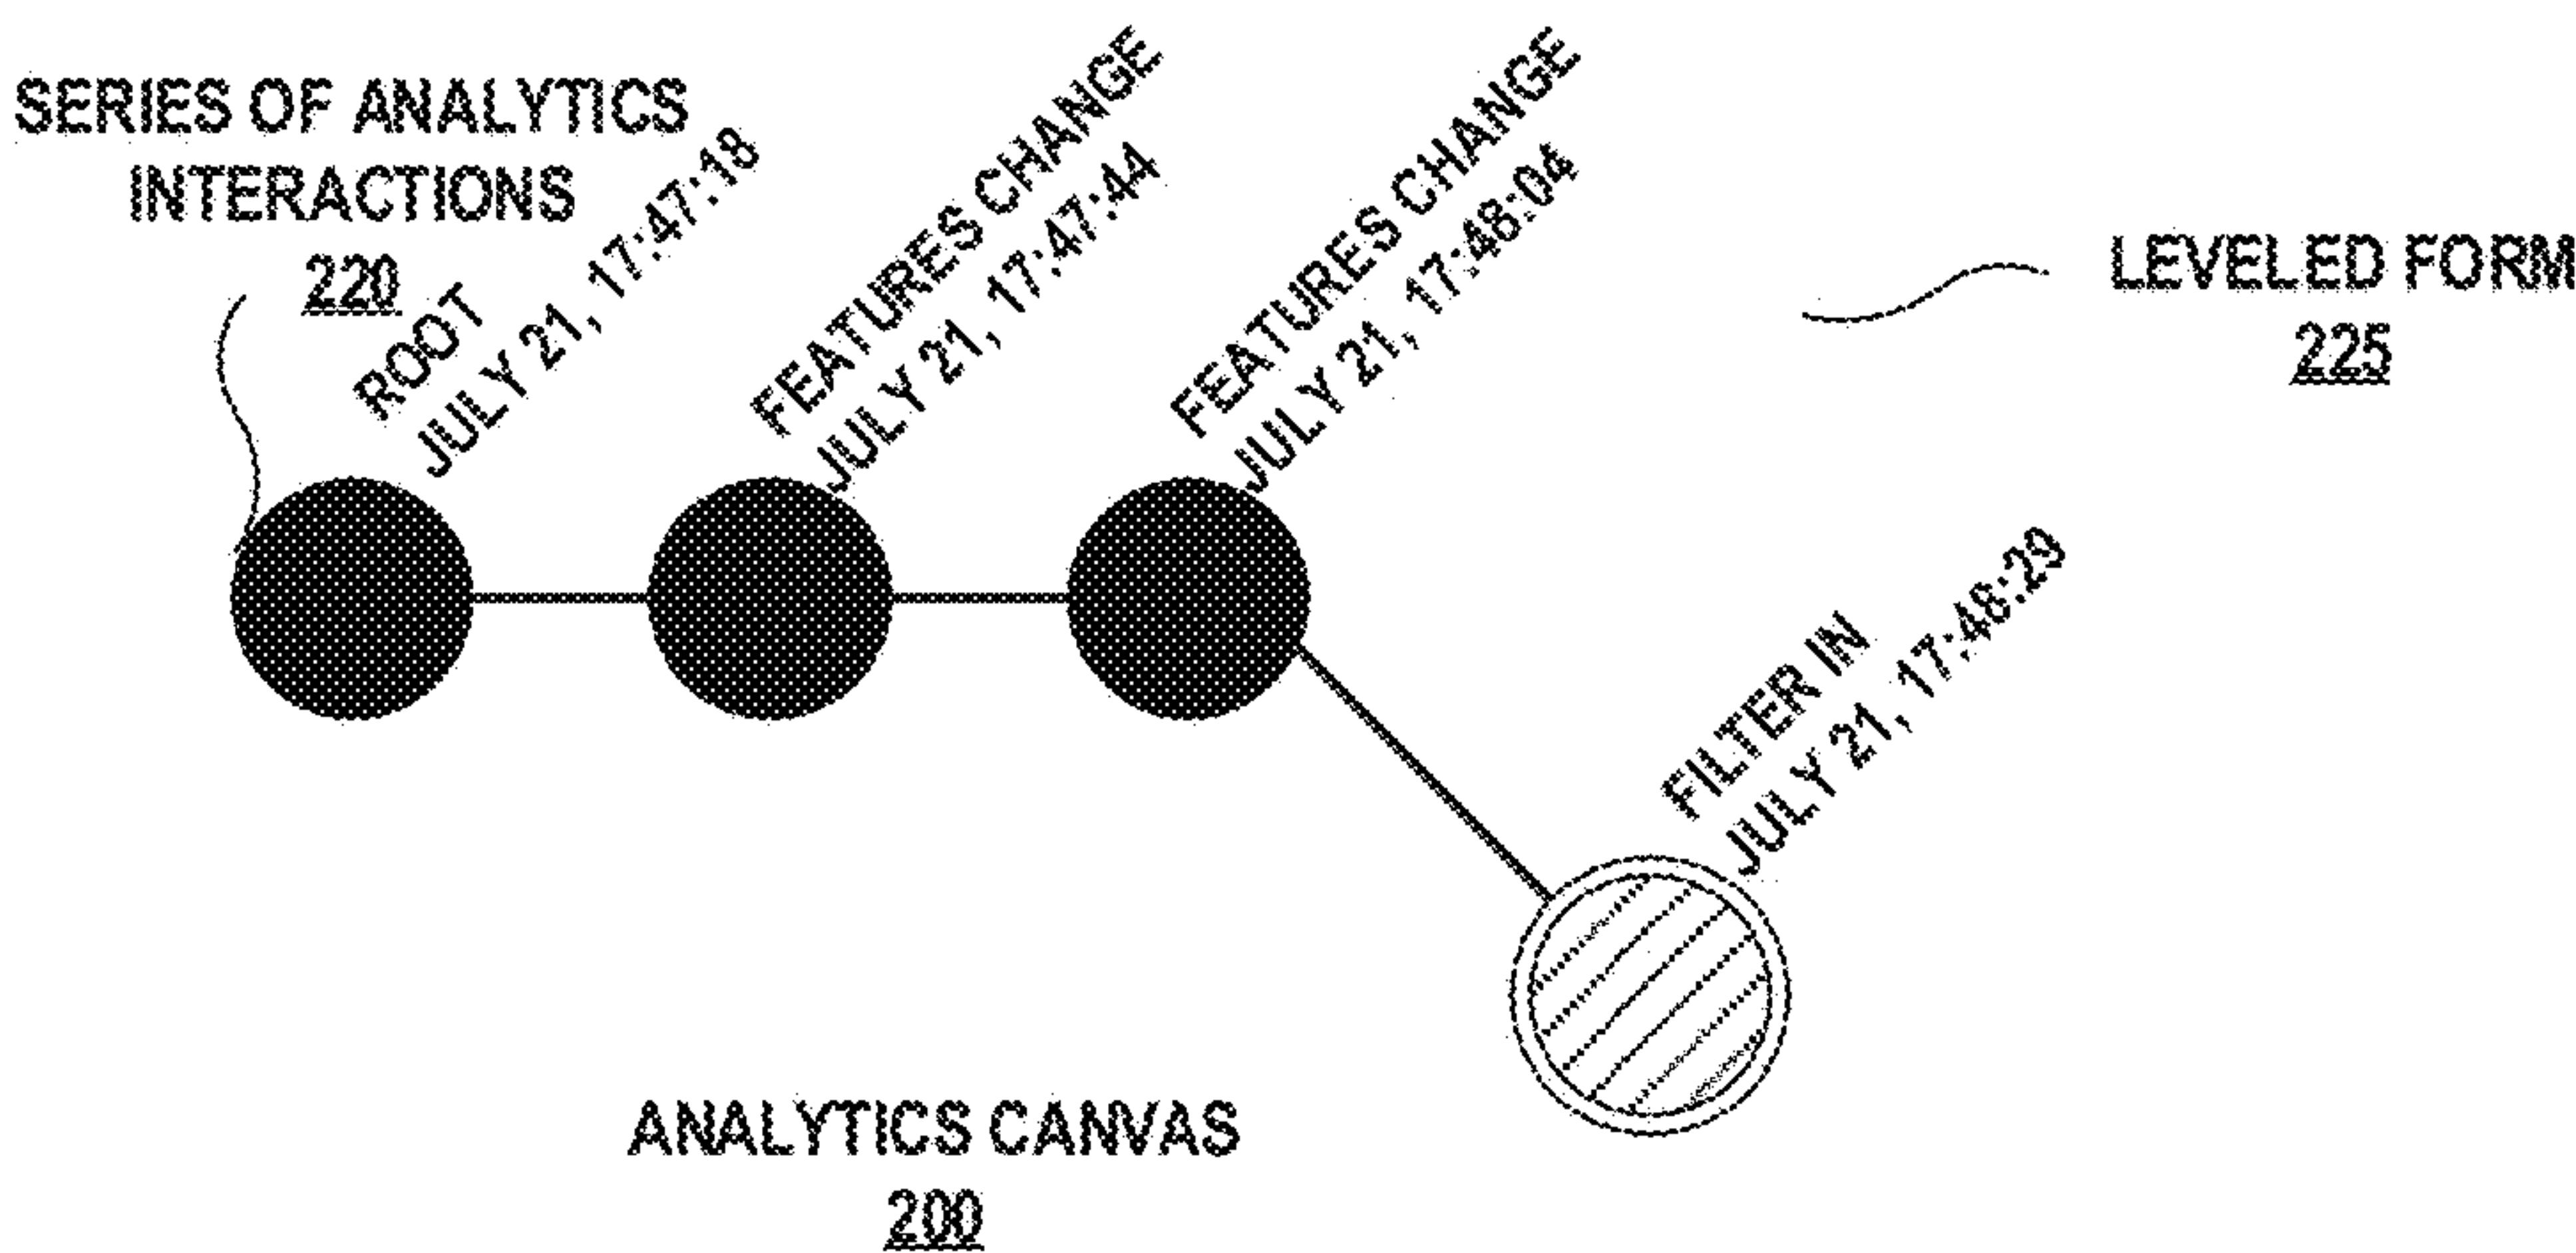 SERIES OF ANALYTICS
INTERACTIONS
220
ROOT
JULY 21, 17:47:18
FEATURES CHANGE
JULY 21, 17:47:44
FEATURES CHANGE
JULY 21, 17:48:04
LEVELED FORM
225
FILTER IN
JULY 21, 17:48:29
ANALYTICS CANVAS
200